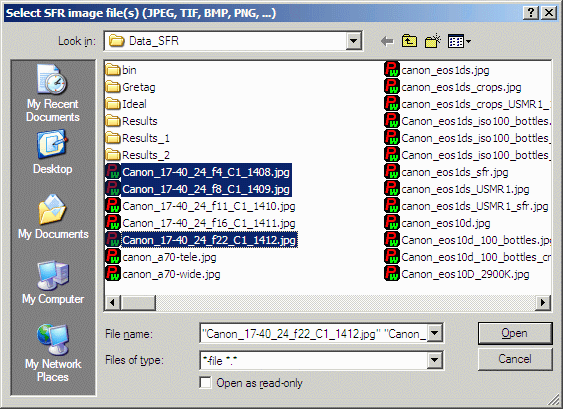 Select SFR image file(s) (JPEG, TIF, BMP, PNG, ...)
Look in:
Data_SFR
My Recent
Documents
Desktop
My Documents
My Computer
My Network
Places
bin
Gretag
Ideal
Results
Results_1
Results_2
Canon_17-40_24_f4_C1_1408.jpg
Canon_17-40_24_f8_C1_1409.jpg
Canon_17-40_24_f11_C1_1410.jpg
Canon_17-40_24_f16_C1_1411.jpg
Canon_17-40_24_f22_C1_1412.jpg
canon_a70-tele.jpg
canon_a70-wide.jpg
canon_eos1ds.jpg
canon_eos1ds_crops.jpg
canon_eos1ds_crops_USMR1_
Canon_eos1ds_iso100_bottles.
Canon_eos1ds_iso100_bottles_
canon_eos1ds_sfr.jpg
canon_eos1ds_USMR1.jpg
canon_eos1ds_USMR1_sfr.jpg
canon_eos10d.jpg
Canon_eos10d_100_bottles.jp
Canon_eos10d_100_bottles_cr
Canon_eos10D_2900K.jpg
File name:
"Canon_17-40_24_f22_C1_1412.jpg" "Canon_
Open
Files of type:
*-file *.*
Cancel
Open as read-only